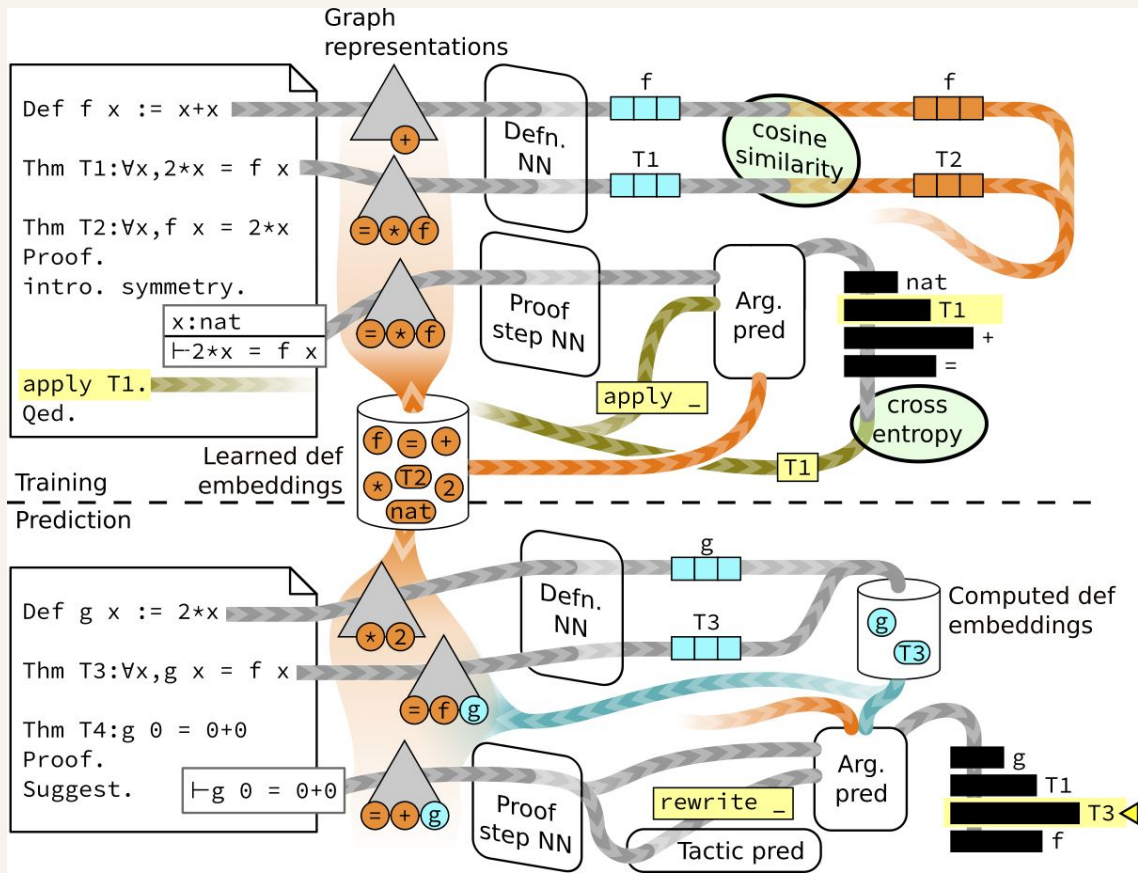 Graph
representations
Def f x := x+x
Thm T1:∀x,2*x = f x
Thm T2:∀x,f x = 2*x
Proof.
intro. symmetry.
x:nat
⊢2*x = f x
apply T1.
Qed.
+
= * f
= * f
Defn.
NN
f
T1
cosine
similarity
f
T2
Proof
step NN
Arg.
pred
apply _
nat
T1
+
=
cross
entropy
T1
Learned def
embeddings
f = +
* T2 2
nat
Training
Prediction
Def g x := 2*x
Thm T3:∀x,g x = f x
Thm T4:g 0 = 0+0
Proof.
Suggest.
⊢g 0 = 0+0
* 2
= f g
= + g
Defn.
NN
g
T3
g
T3
Computed def
embeddings
Proof
step NN
rewrite _
Tactic pred
Arg.
pred
g
T1
T3
f